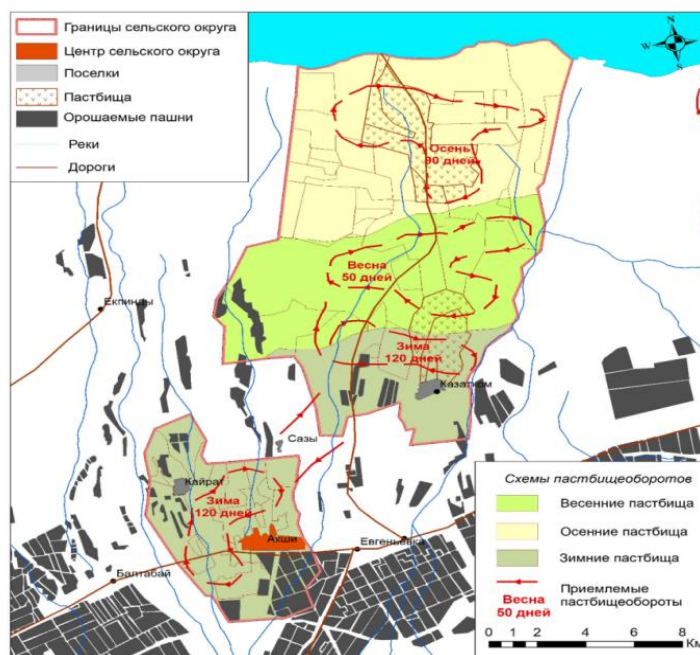 Границы сельского округа
Центр сельского округа
Поселки
Пастбища
Орошаемые пашни
Реки
Дороги
N
W
E
S
Осень
90 дней
Весна
50 дней
Екпинды
Зима
120 дней
Казатком
Сазы
Кайрат
Зима
120 дней
Ахши
Евгеньевка
Балтабай
Схемы пастбищеоборотов
Весенние пастбища
Осенние пастбища
Зимние пастбища
Весна
50 дней
Приемлемые
пастбищеобороты
0 1 2 4 6 8
Км